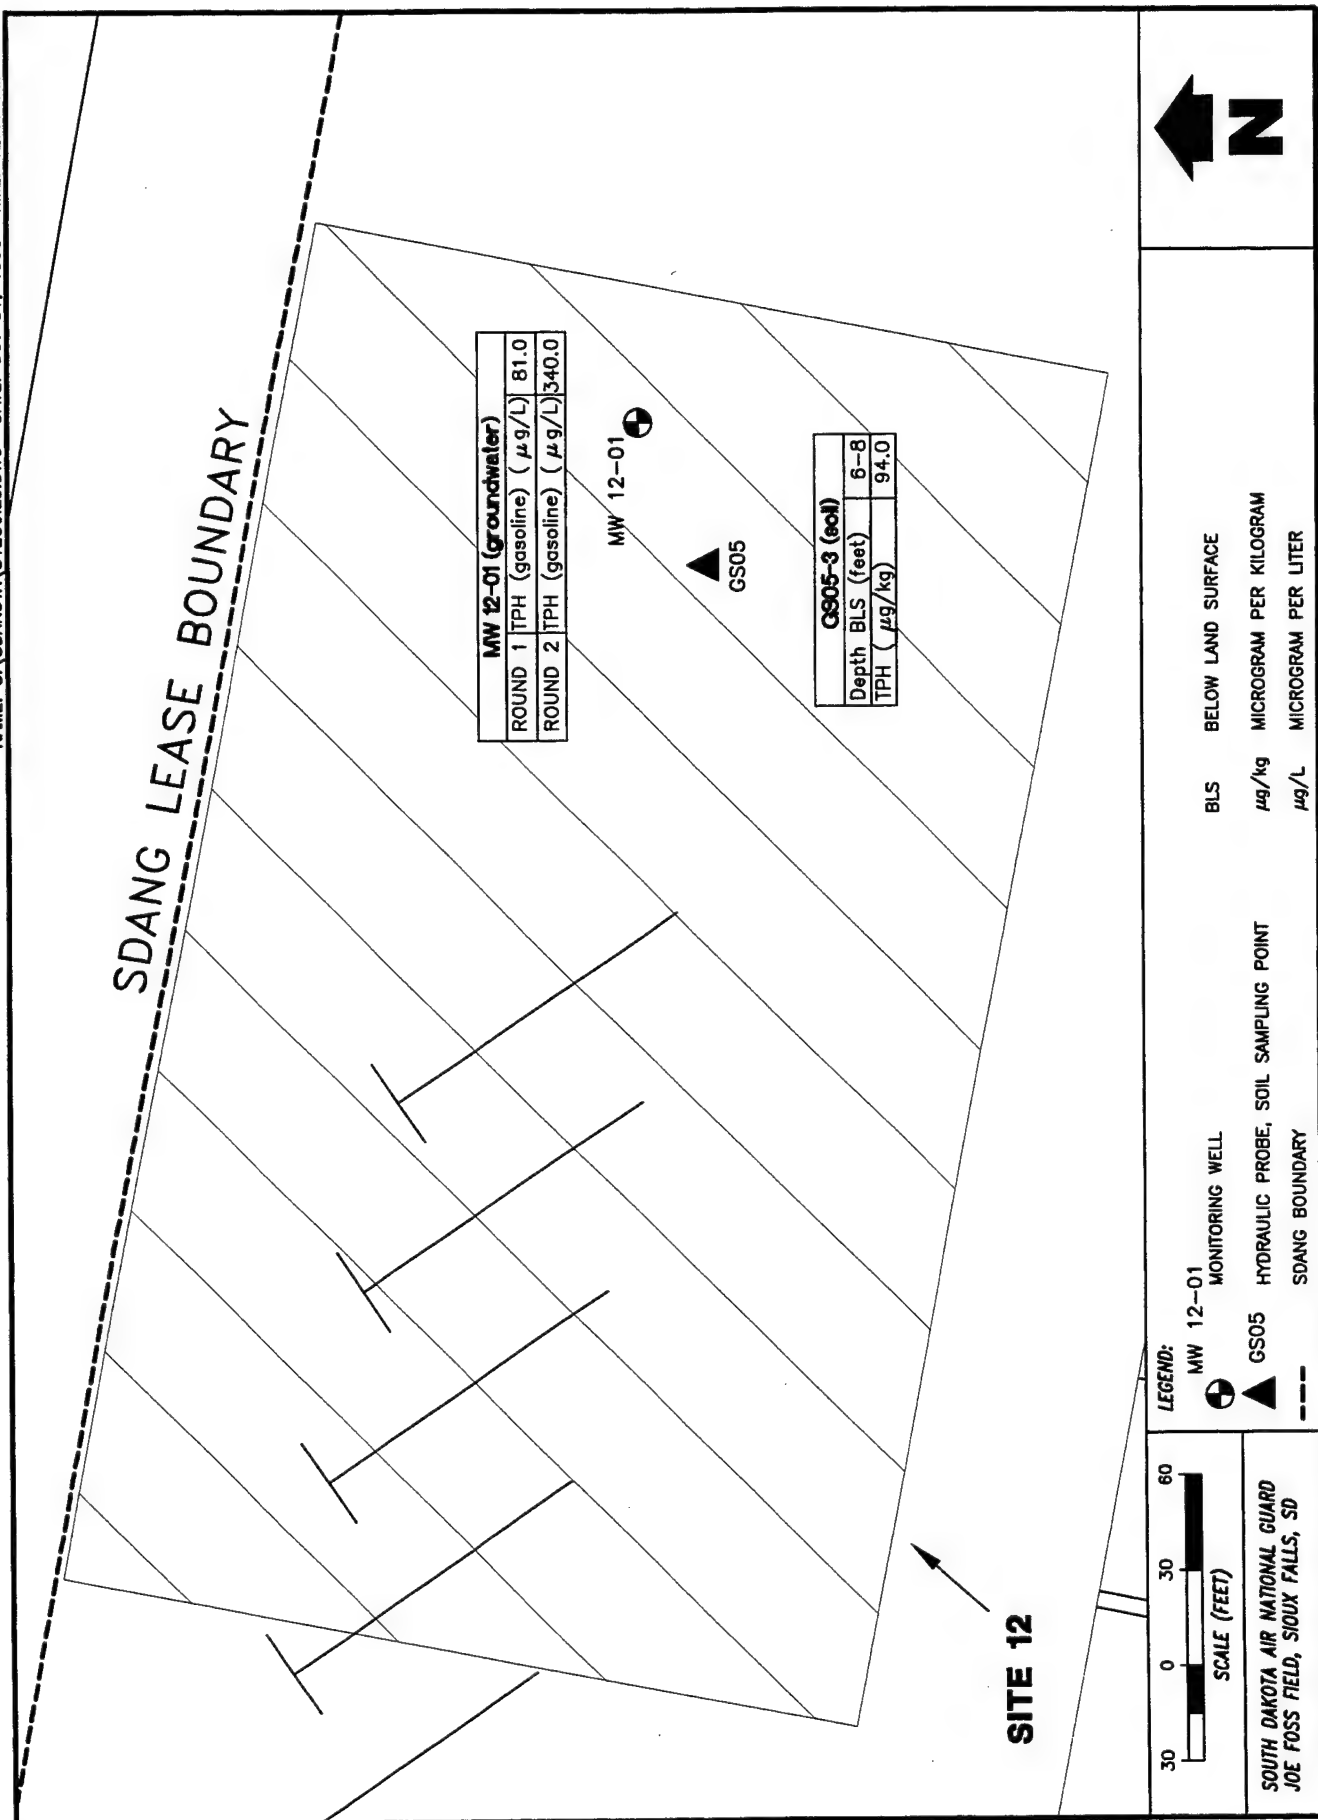 SDANG LEASE BOUNDARY
MW 12-01 (groundwater)
ROUND 1 TPH (gasoline) (µg/L) 81.0
ROUND 2 TPH (gasoline) (µg/L) 340.0
MW 12-01
GS05
GS05-3 (soil)
Depth BLS (feet) 6-8
TPH (µg/kg) 94.0
SITE 12
30 0 30 60
SCALE (FEET)
SOUTH DAKOTA AIR NATIONAL GUARD
JOE FOSS FIELD, SIOUX FALLS, SD
LEGEND:
MW 12-01
MONITORING WELL
GS05 HYDRAULIC PROBE, SOIL SAMPLING POINT
--- SDANG BOUNDARY
BLS BELOW LAND SURFACE
µg/kg MICROGRAM PER KILOGRAM
µg/L MICROGRAM PER LITER
N